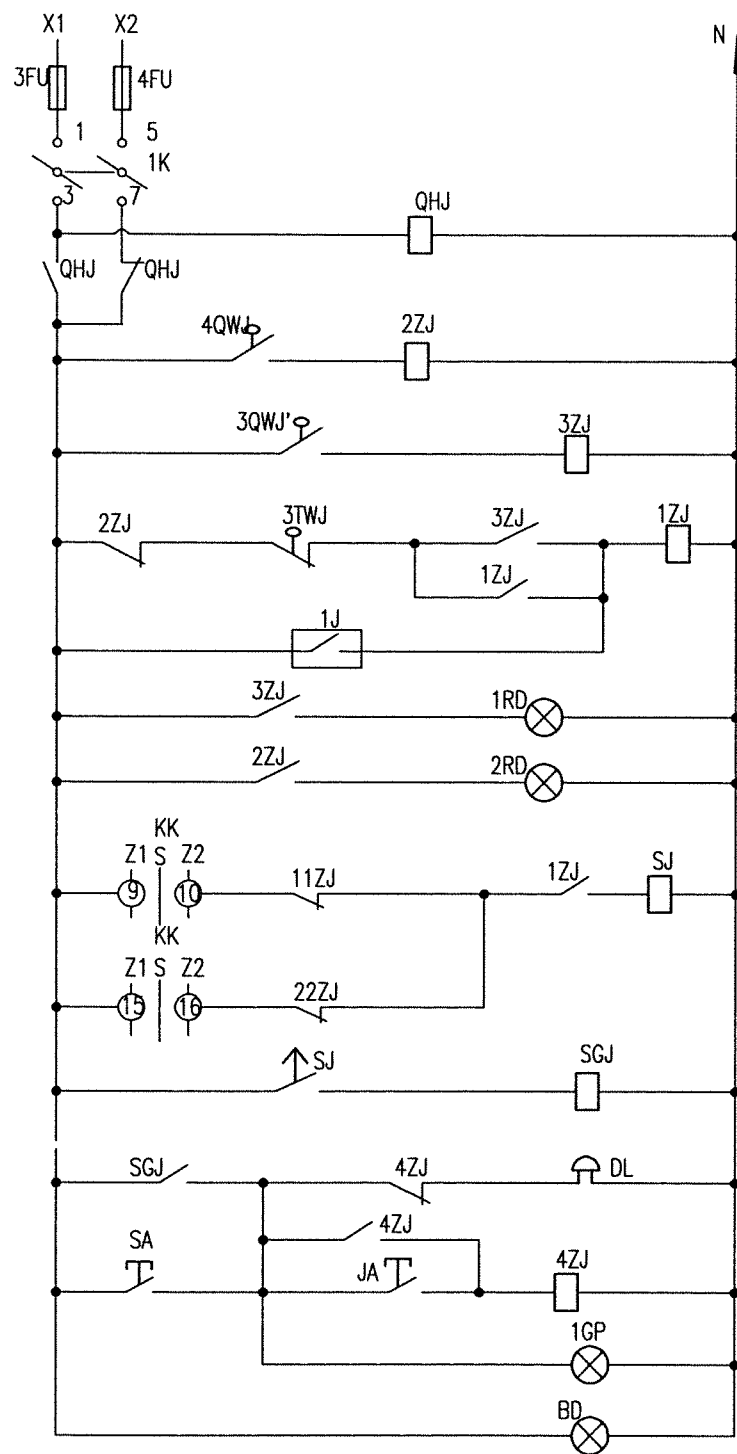 X1 X2 N
3FU 4FU
1 5
1K
3 7
QHJ
QHJ QHJ
4QWJ 2ZJ
3QWJ' 3ZJ
2ZJ 3TWJ 3ZJ 1ZJ
1ZJ
1J
3ZJ 1RD
2ZJ 2RD
KK
Z1 S Z2 1ZJ SJ
9 10 11ZJ
KK
Z1 S Z2
15 16 22ZJ
SJ SGJ
SGJ 4ZJ DL
4ZJ
SA JA 4ZJ
1GP
BD